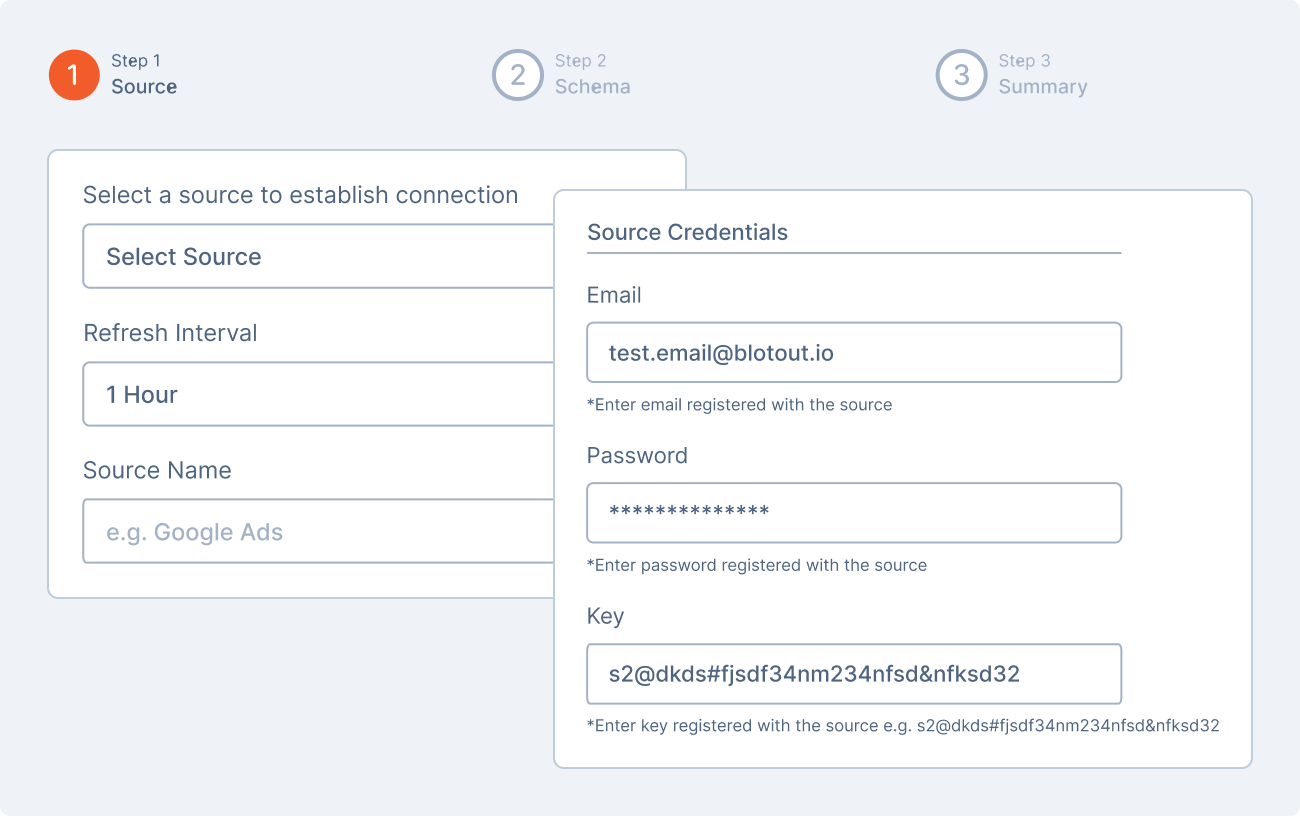 1
Step 1
Source
2
Step 2
Schema
3
Step 3
Summary
Select a source to establish connection
Select Source
Refresh Interval
1 Hour
Source Name
e.g. Google Ads
Source Credentials
Email
test.email@blotout.io
*Enter email registered with the source
Password
**************
*Enter password registered with the source
Key
s2@dkds#fjsdf34nm234nfsd&nfksd32
*Enter key registered with the source e.g. s2@dkds#fjsdf34nm234nfsd&nfksd32